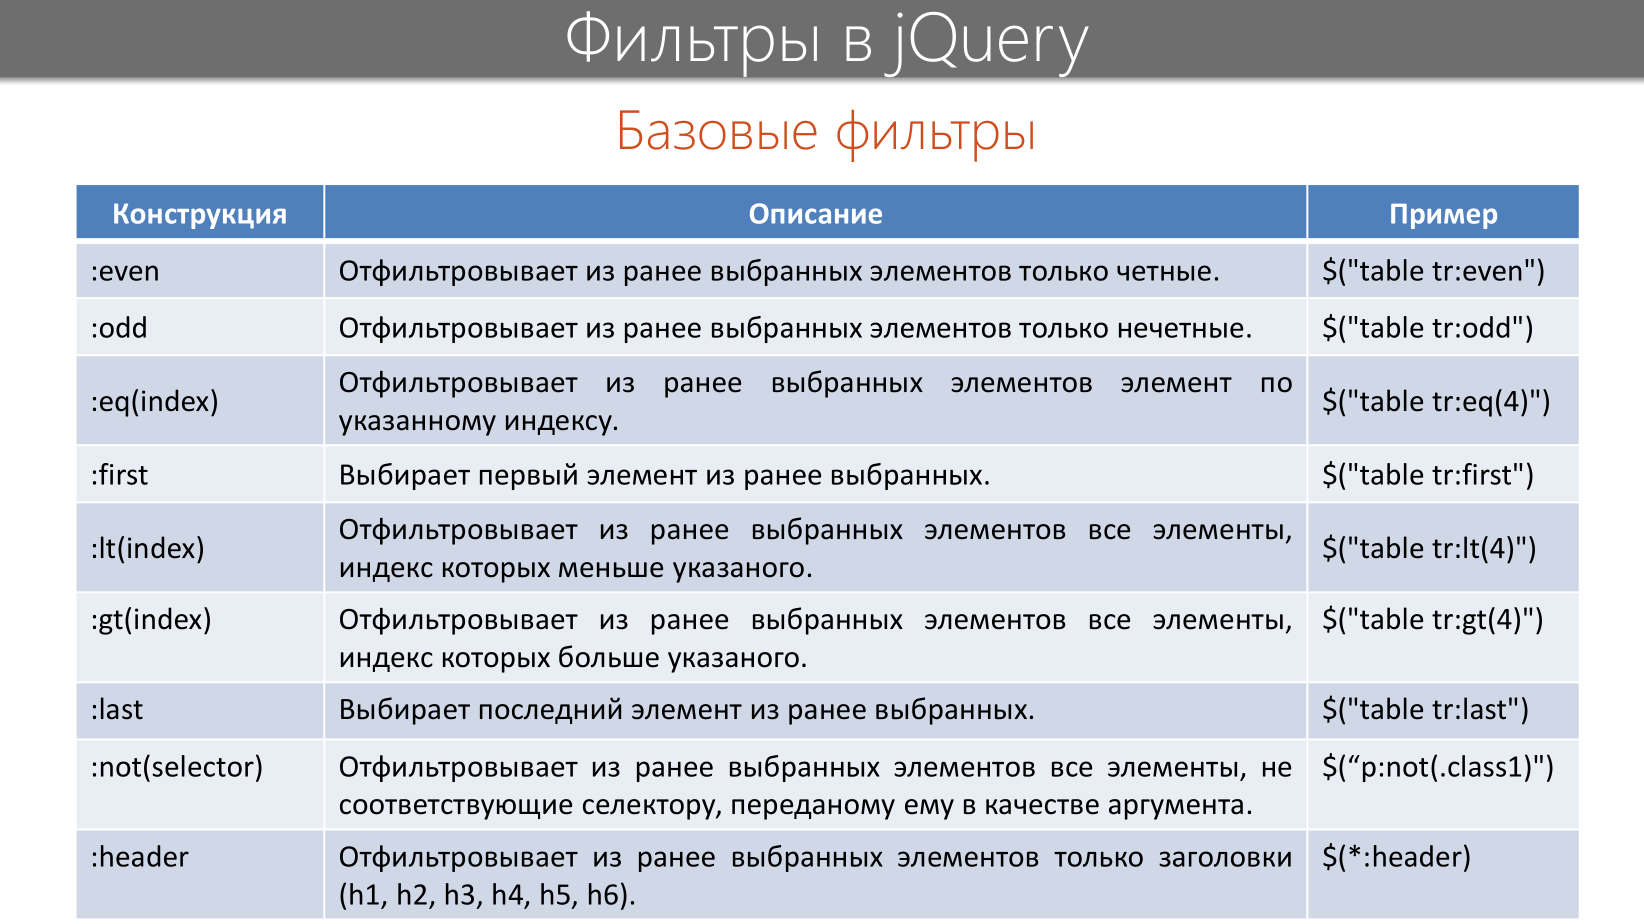 Фильтры в jQuery
Базовые фильтры
Конструкция Описание Пример
:even Отфильтровывает из ранее выбранных элементов только четные. $("table tr:even")
:odd Отфильтровывает из ранее выбранных элементов только нечетные. $("table tr:odd")
:eq(index) Отфильтровывает из ранее выбранных элементов элемент по
указанному индексу. $("table tr:eq(4)")
:first Выбирает первый элемент из ранее выбранных. $("table tr:first")
:lt(index) Отфильтровывает из ранее выбранных элементов все элементы,
индекс которых меньше указаного. $("table tr:lt(4)")
:gt(index) Отфильтровывает из ранее выбранных элементов все элементы, $("table tr:gt(4)")
индекс которых больше указаного.
:last Выбирает последний элемент из ранее выбранных. $("table tr:last")
:not(selector) Отфильтровывает из ранее выбранных элементов все элементы, не $(“p:not(.class1)")
соответствующие селектору, переданому ему в качестве аргумента.
:header Отфильтровывает из ранее выбранных элементов только заголовки $(*:header)
(h1, h2, h3, h4, h5, h6).